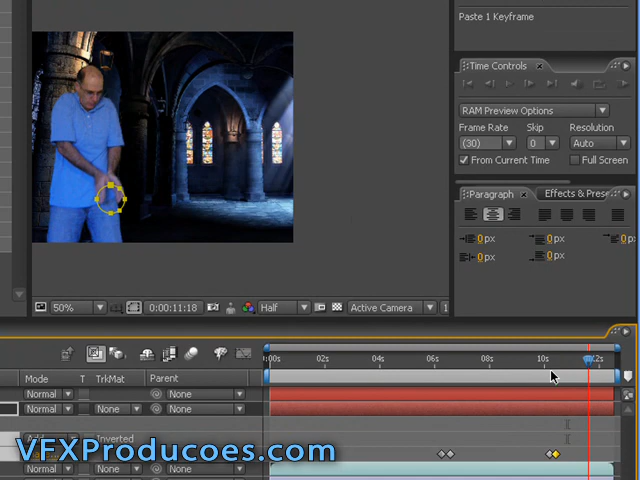 Paste 1 Keyframe
Time Controls
RAM Preview Options
Frame Rate Skip Resolution
(30) 0 Auto
From Current Time Full Screen
Paragraph Effects & Prese
0 px 0 px 0 px
0 px 0 px
50% 0:00:11:18 Half Active Camera 1
Mode T TrkMat Parent
:00s 02s 04s 06s 08s 10s 12s
Normal None
Normal None None
Inverted
VFXProducoes.com
Normal None None